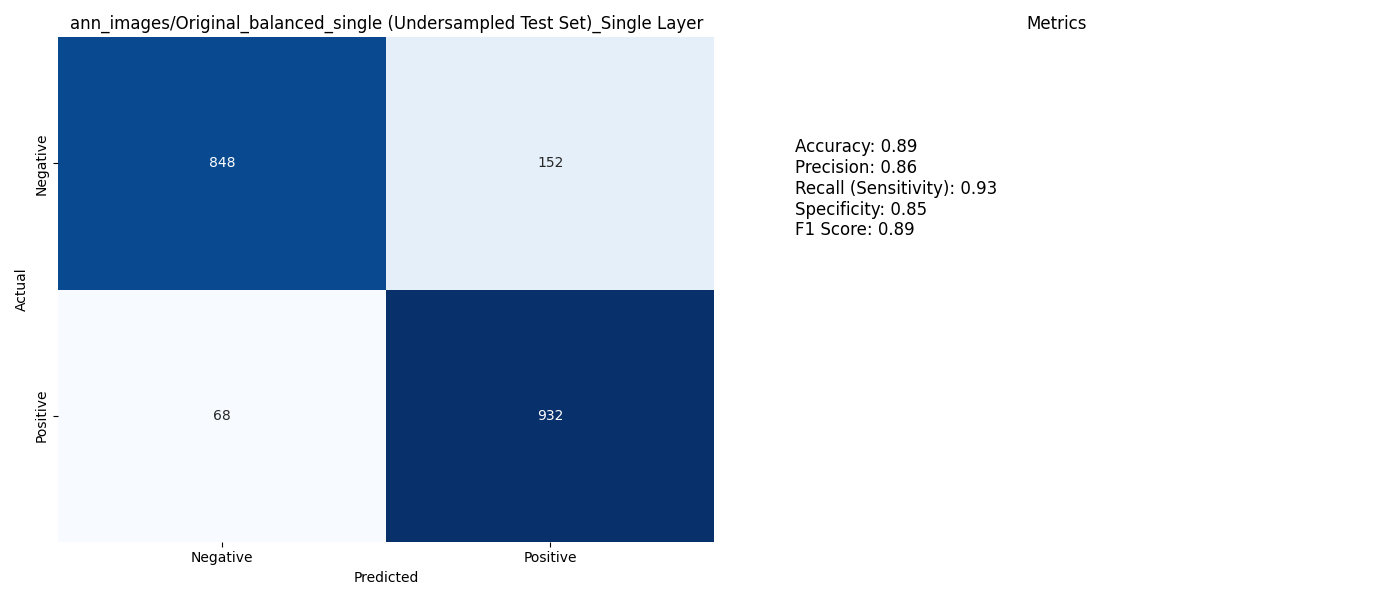 ann_images/Original_balanced_single (Undersampled Test Set)_Single Layer
Actual
Negative
848
152
Positive
68
932
Negative
Positive
Predicted
Metrics
Accuracy: 0.89
Precision: 0.86
Recall (Sensitivity): 0.93
Specificity: 0.85
F1 Score: 0.89